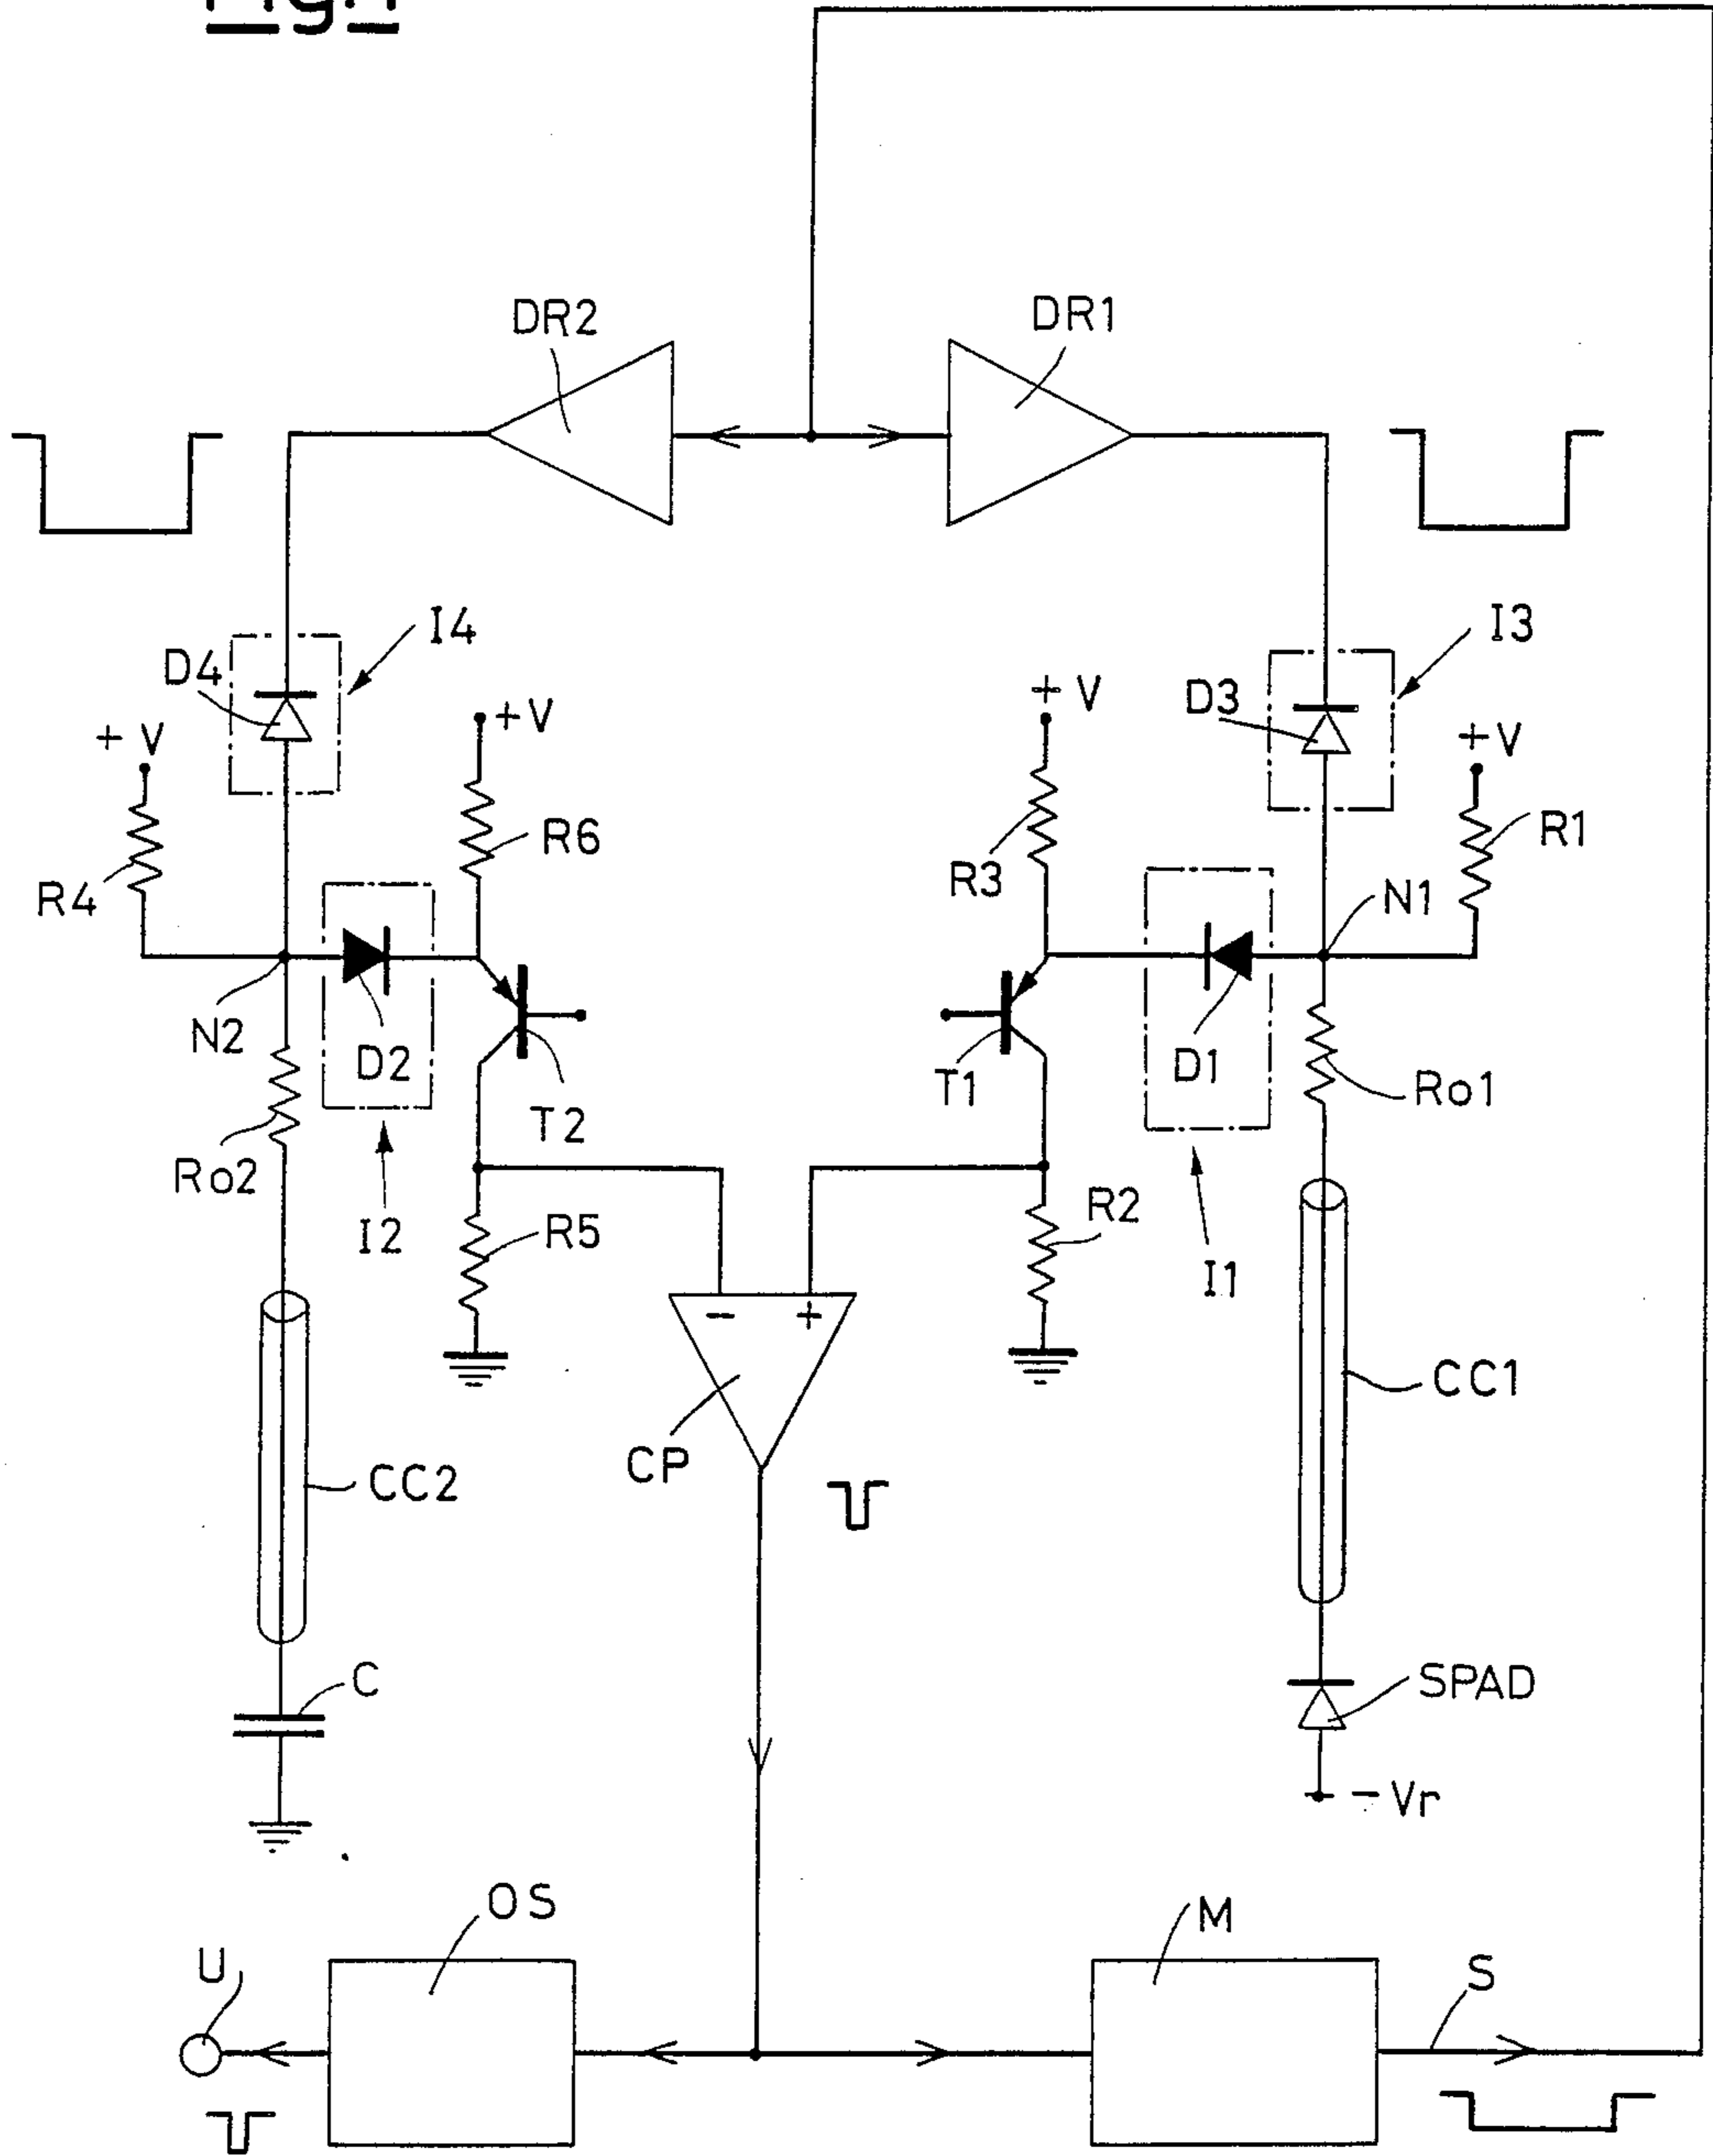 Fig.1
DR2
DR1
I4
I3
D4
+V
+V
D3
+V
+V
R6
R3
R1
R4
N1
N2
D2
T2
T1
D1
Ro1
Ro2
I2
R5
R2
I1
- +
CP
CC1
CC2
C
SPAD
-Vr
OS
M
U
S